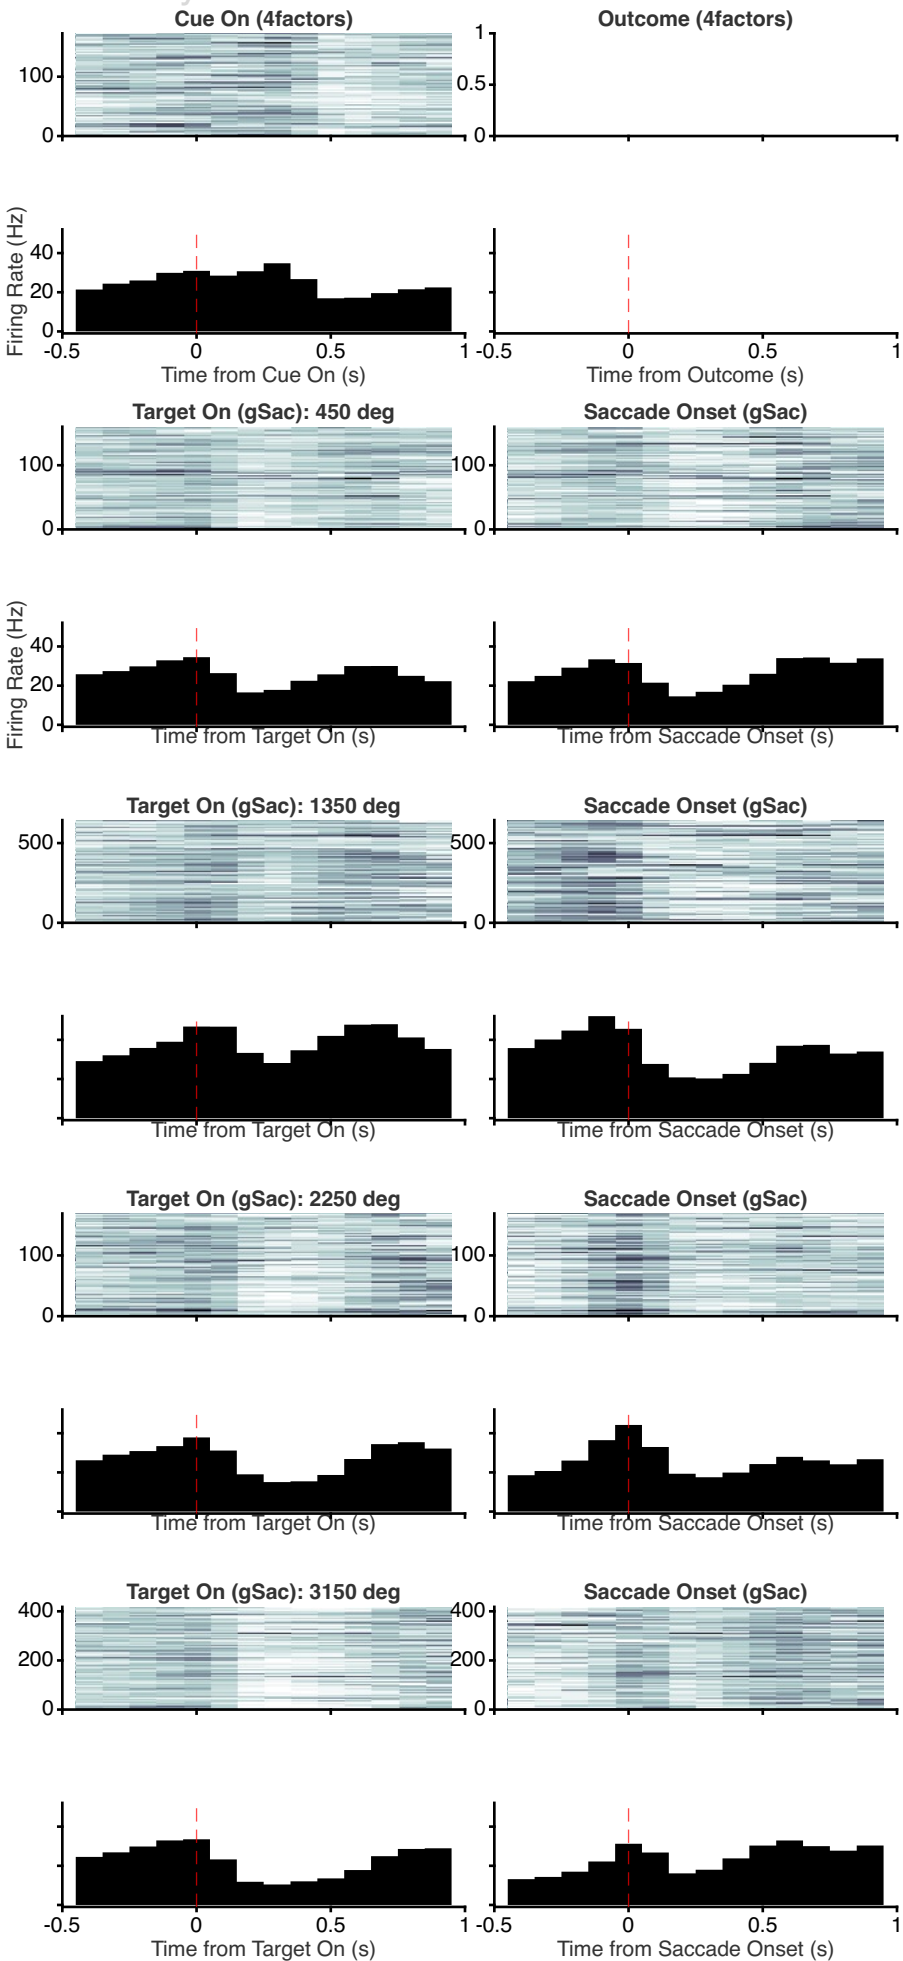 Cue On (4factors)
Outcome (4factors)
100
0
1
0.5
0
Firing Rate (Hz)
40
20
0
-0.5 0 0.5 1
-0.5 0 0.5 1
Time from Cue On (s)
Time from Outcome (s)
Target On (gSac): 450 deg
Saccade Onset (gSac)
100
0
100
0
Firing Rate (Hz)
40
20
0
Time from Target On (s)
Time from Saccade Onset (s)
Target On (gSac): 1350 deg
Saccade Onset (gSac)
500
0
500
0
Time from Target On (s)
Time from Saccade Onset (s)
Target On (gSac): 2250 deg
Saccade Onset (gSac)
100
0
100
0
Time from Target On (s)
Time from Saccade Onset (s)
Target On (gSac): 3150 deg
Saccade Onset (gSac)
400
200
0
400
200
0
-0.5 0 0.5 1
-0.5 0 0.5 1
Time from Target On (s)
Time from Saccade Onset (s)